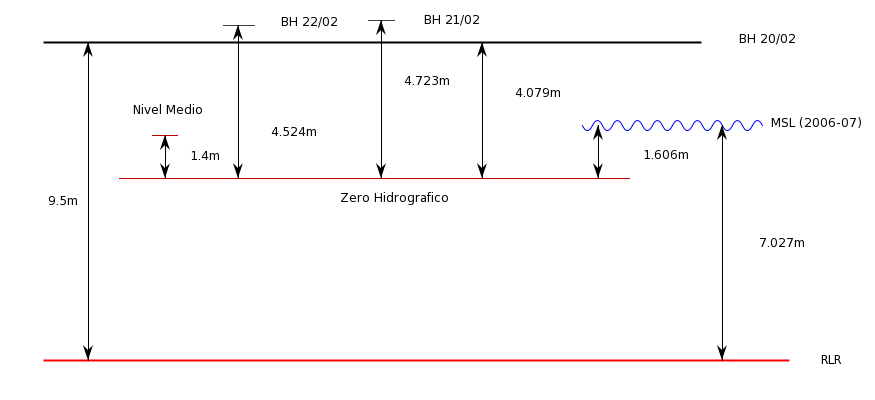 BH 22/02
BH 21/02
BH 20/02
4.723m
4.079m
Nivel Medio
MSL (2006-07)
4.524m
1.4m
1.606m
9.5m
Zero Hidrografico
7.027m
RLR